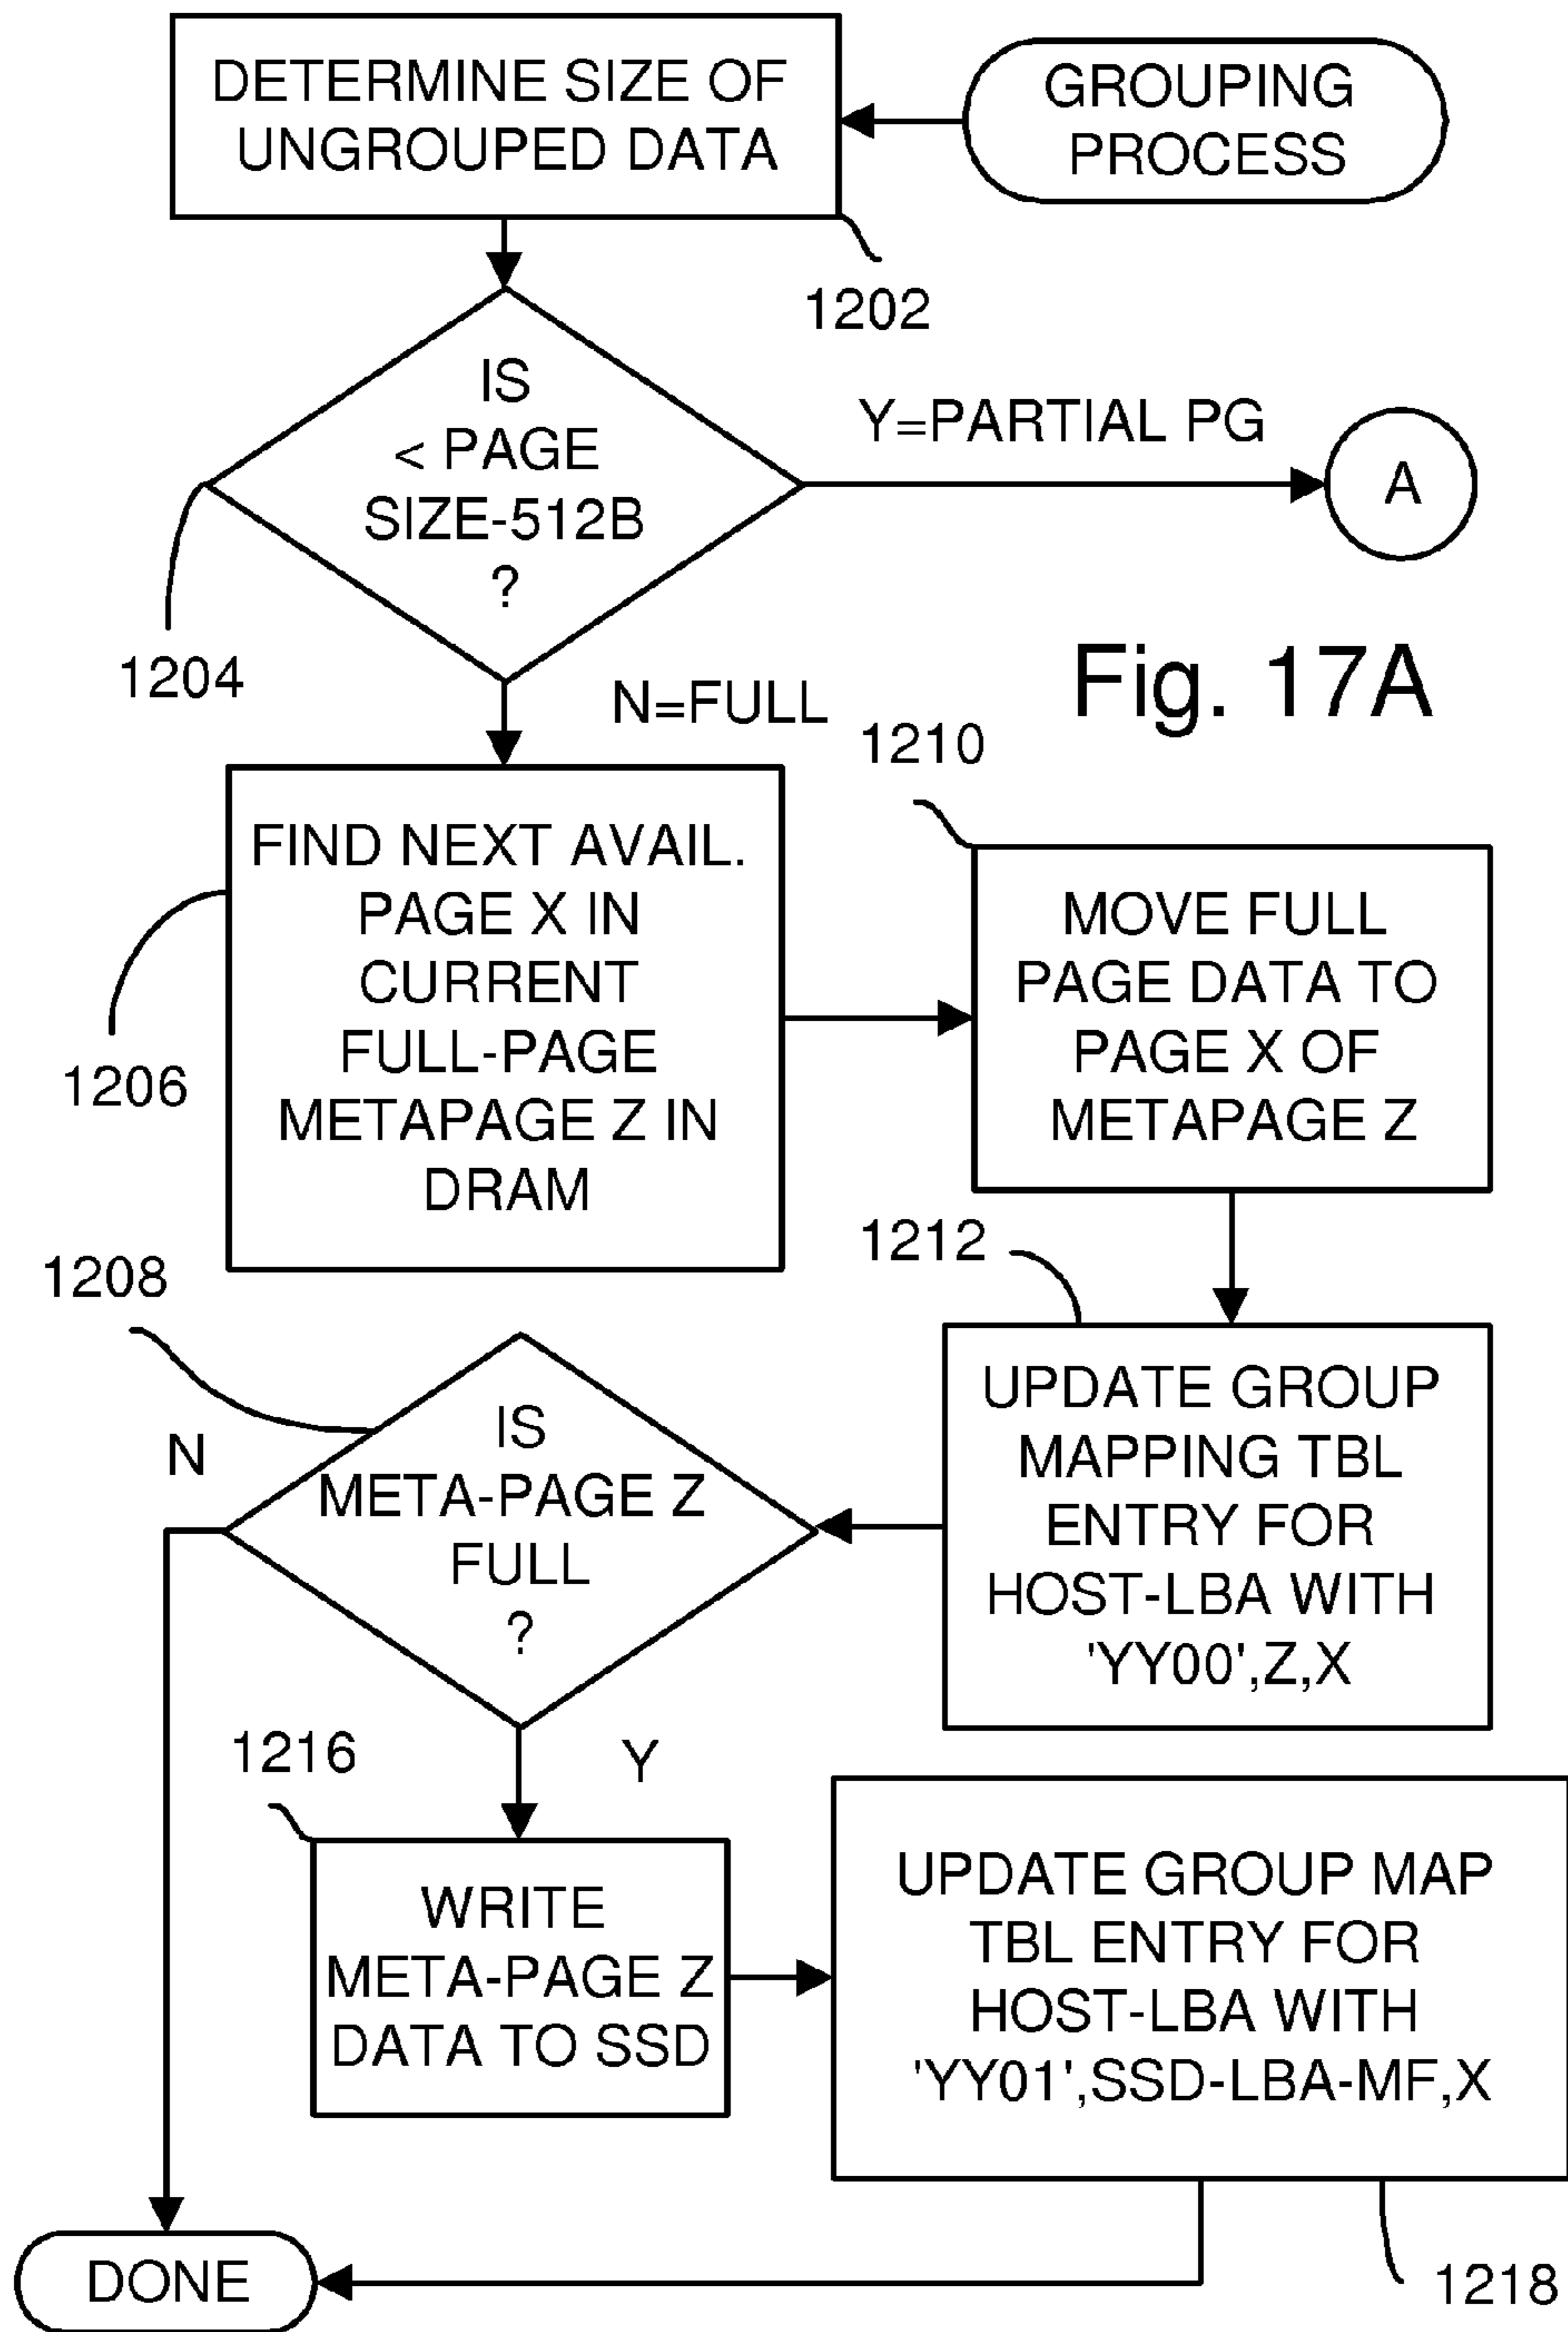 GROUPING
PROCESS
DETERMINE SIZE OF
UNGROUPED DATA
1202
IS
< PAGE
SIZE-512B
?
1204
Y=PARTIAL PG
A
N=FULL
Fig. 17A
FIND NEXT AVAIL.
PAGE X IN
CURRENT
FULL-PAGE
METAPAGE Z IN
DRAM
1206
1210
MOVE FULL
PAGE DATA TO
PAGE X OF
METAPAGE Z
1212
UPDATE GROUP
MAPPING TBL
ENTRY FOR
HOST-LBA WITH
'YY00',Z,X
1208
IS
META-PAGE Z
FULL
?
N
Y
1216
WRITE
META-PAGE Z
DATA TO SSD
UPDATE GROUP MAP
TBL ENTRY FOR
HOST-LBA WITH
'YY01',SSD-LBA-MF,X
1218
DONE